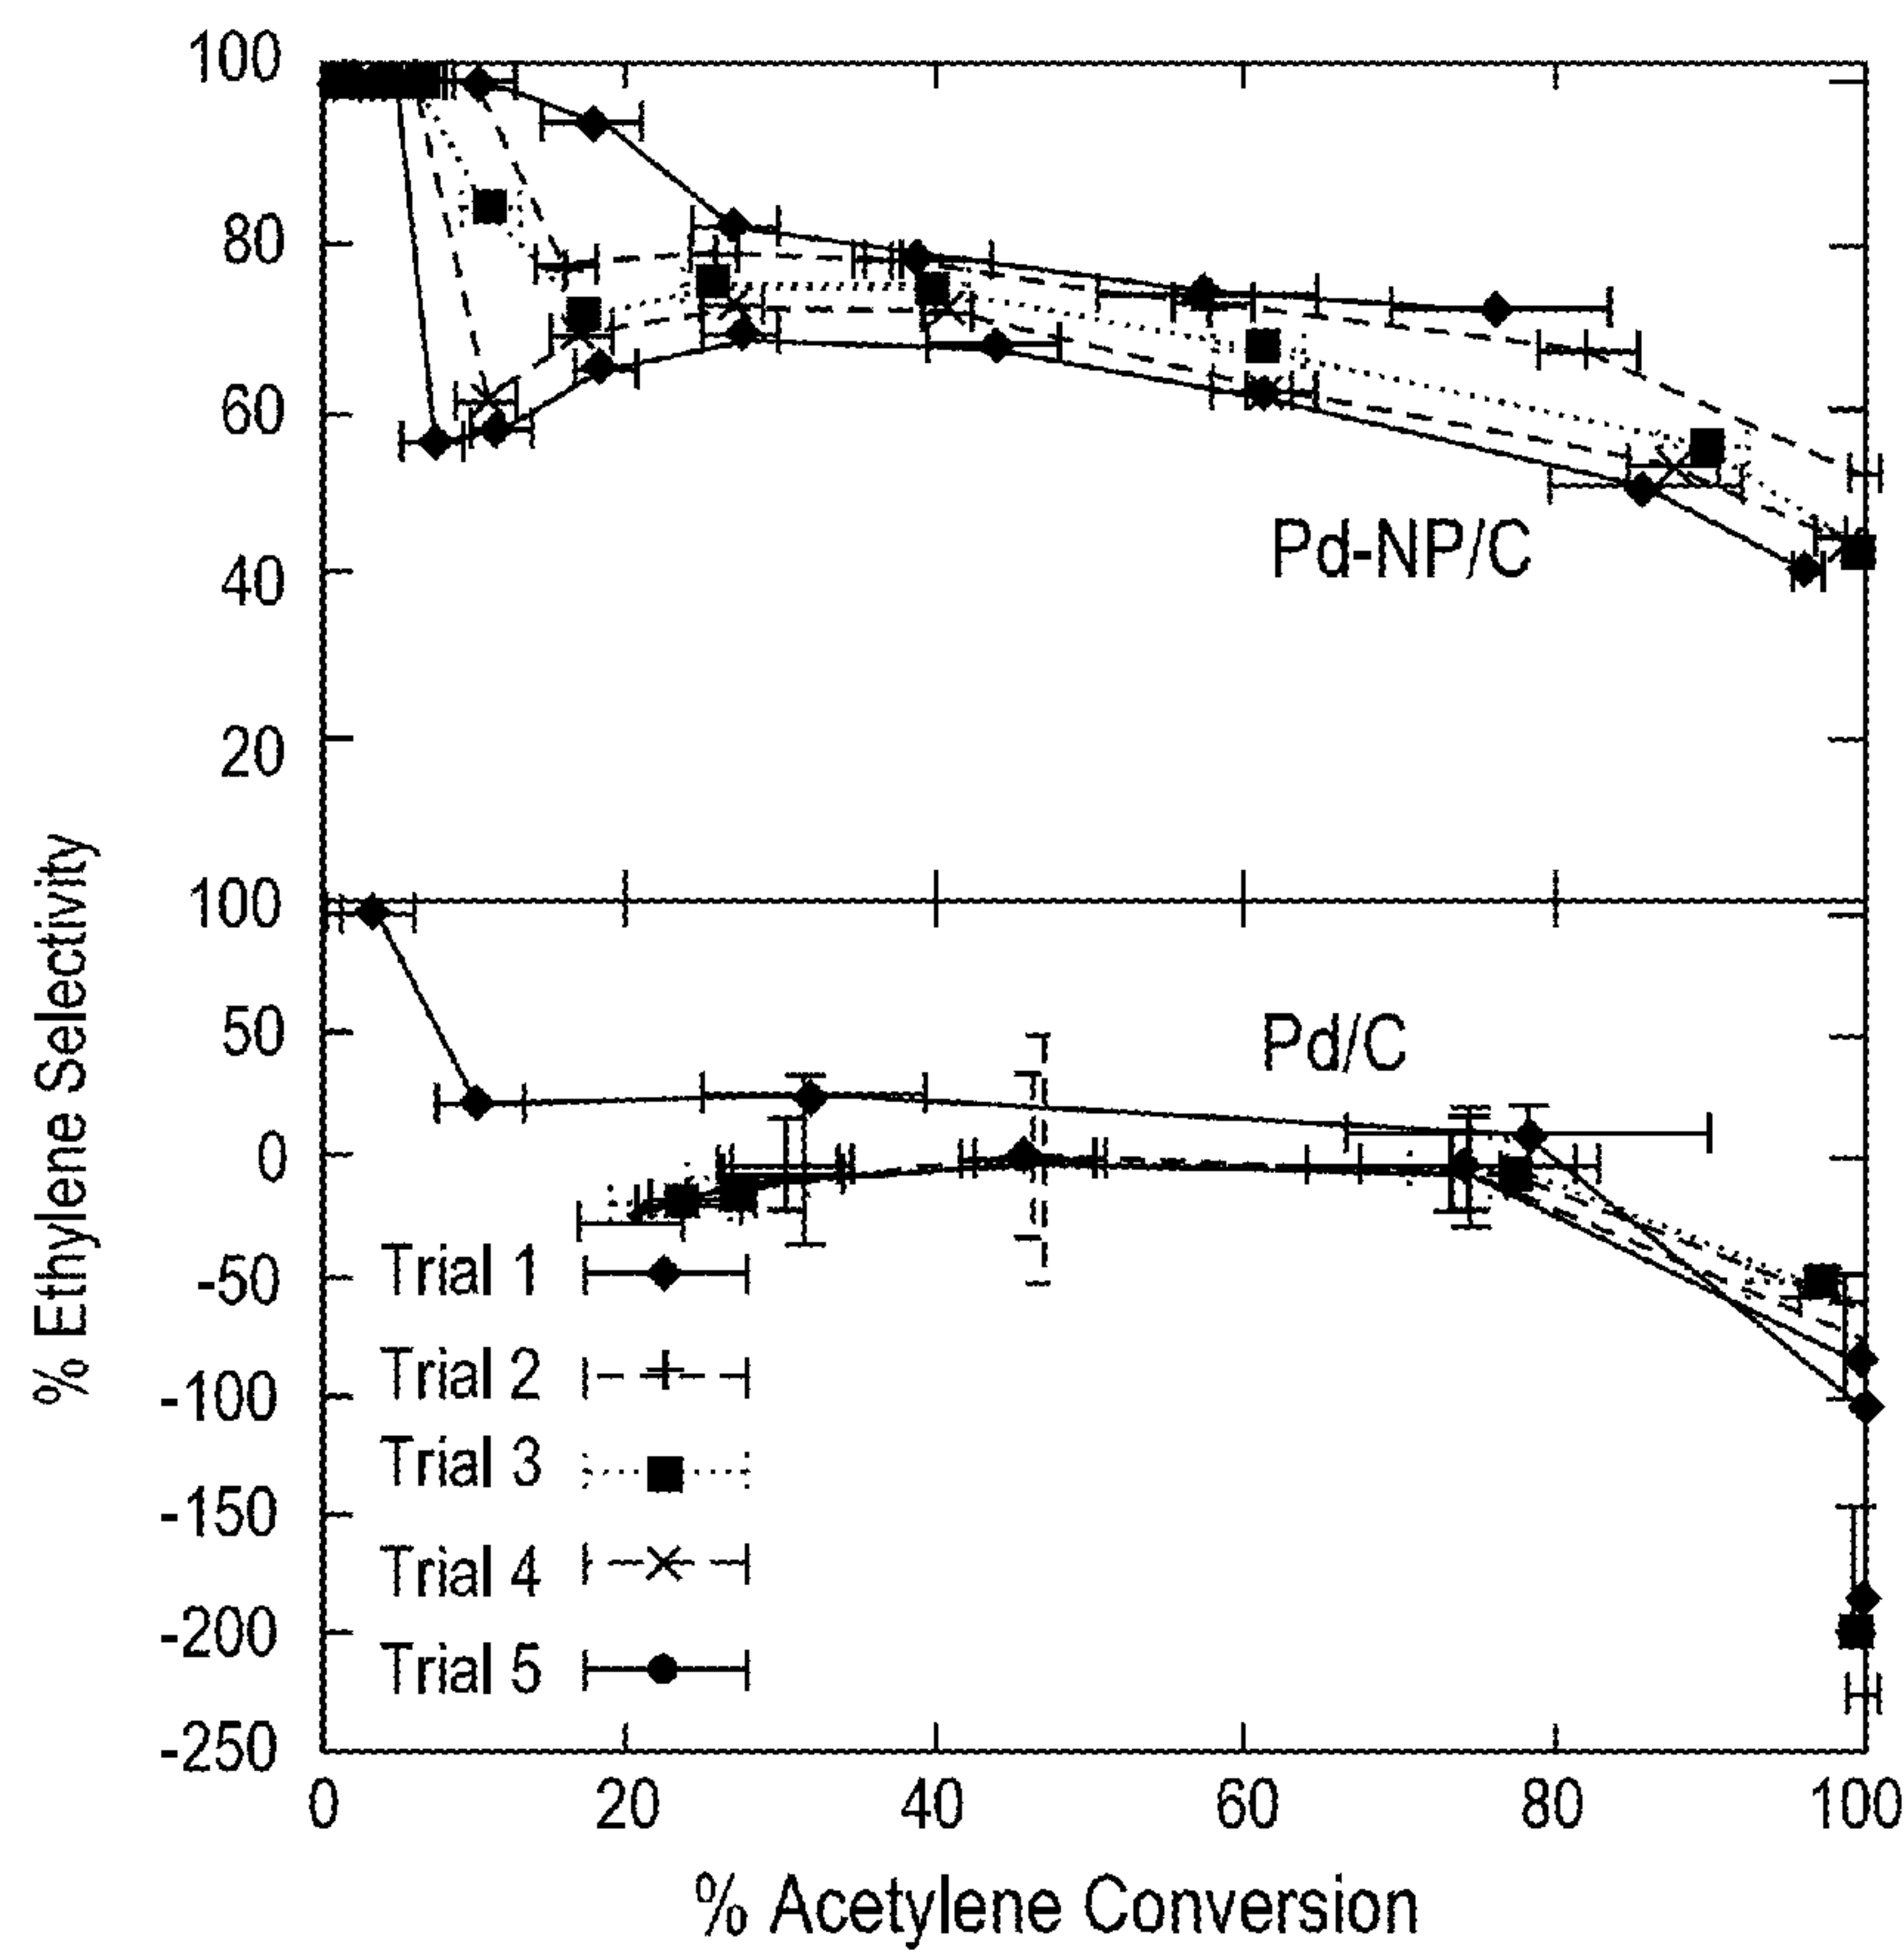 100
80
60
Pd-NP/C
40
20
% Ethylene Selectivity
100
50
Pd/C
0
-50
Trial 1
Trial 2
-100
Trial 3
-150
Trial 4
-200
Trial 5
-250
0 20 40 60 80 100
% Acetylene Conversion